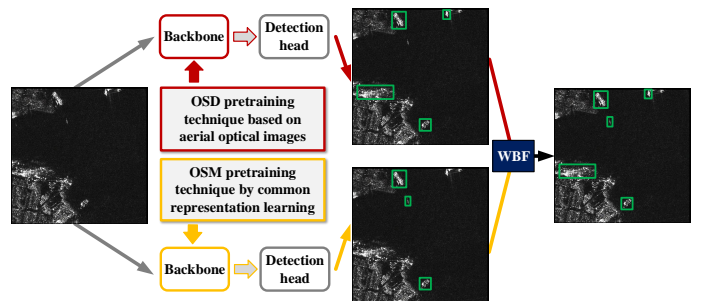 Backbone
Detection
head
OSD pretraining
technique based on
aerial optical images
OSM pretraining
technique by common
representation learning
Backbone
Detection
head
WBF